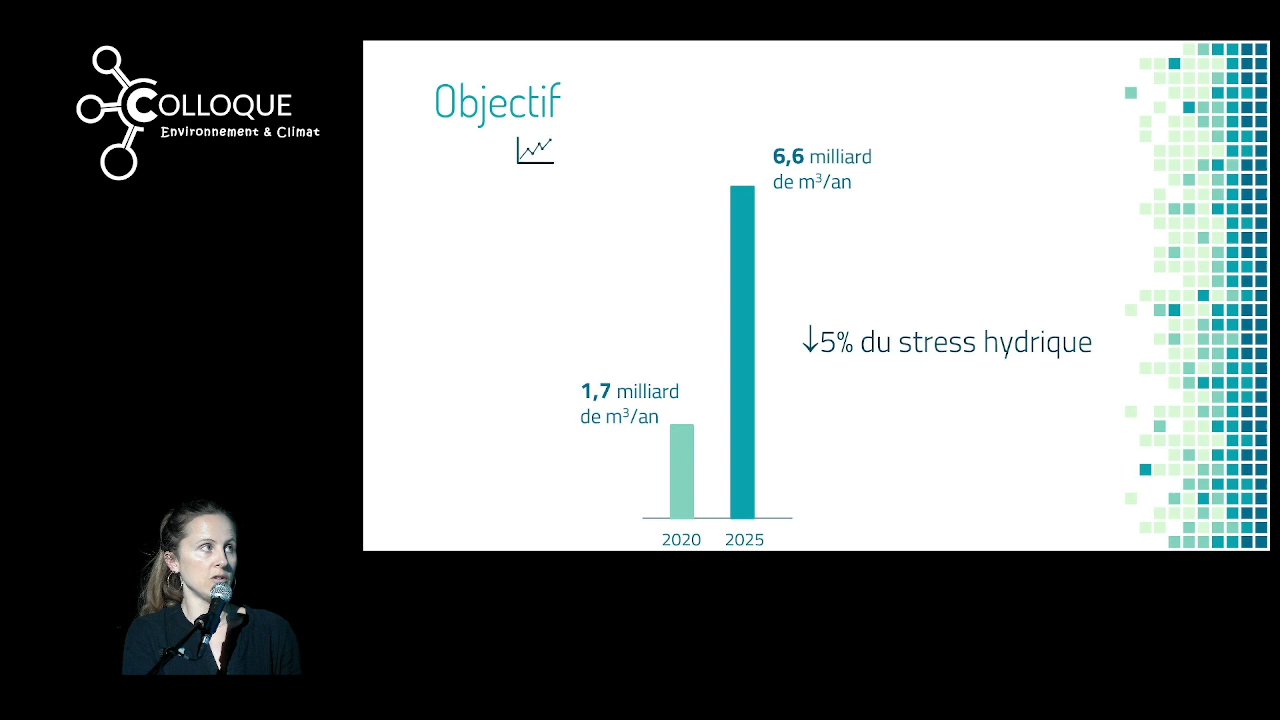 COLLOQUE
Environnement & Climat
Objectif
6,6 milliard
de m³/an
↓5% du stress hydrique
1,7 milliard
de m³/an
2020 2025